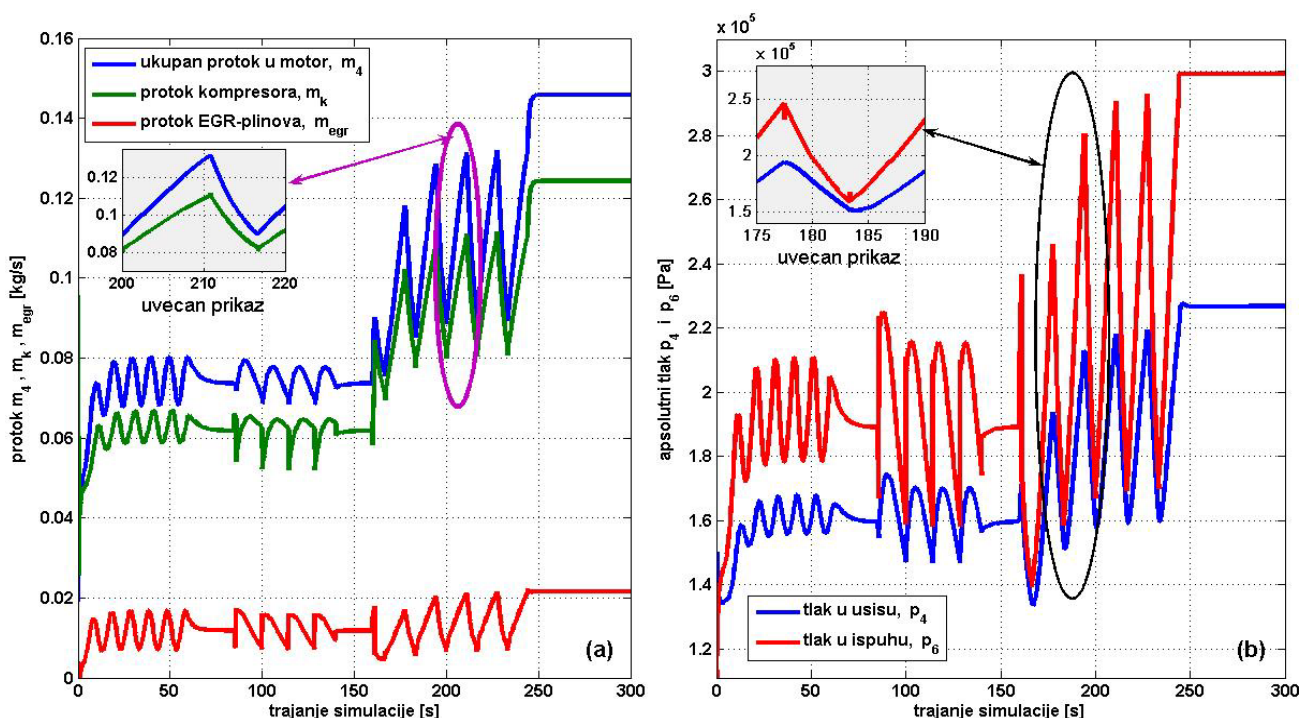 ukupan protok u motor, m4
protok kompresora, mk
protok EGR-plinova, megr
0.16
0.14
0.12
0.1
0.08
0.06
0.04
0.02
0
protok m4 , mk , megr [kg/s]
0.12
0.1
0.08
200 210 220
uvecan prikaz
(a)
0 50 100 150 200 250 300
trajanje simulacije [s]
x 10^5
3
2.8
2.6
2.4
2.2
2
1.8
1.6
1.4
1.2
apsolutni tlak p4 i p6 [Pa]
x 10^5
2.5
2
1.5
175 180 185 190
uvecan prikaz
tlak u usisu, p4
tlak u ispuhu, p6
(b)
0 50 100 150 200 250 300
trajanje simulacije [s]